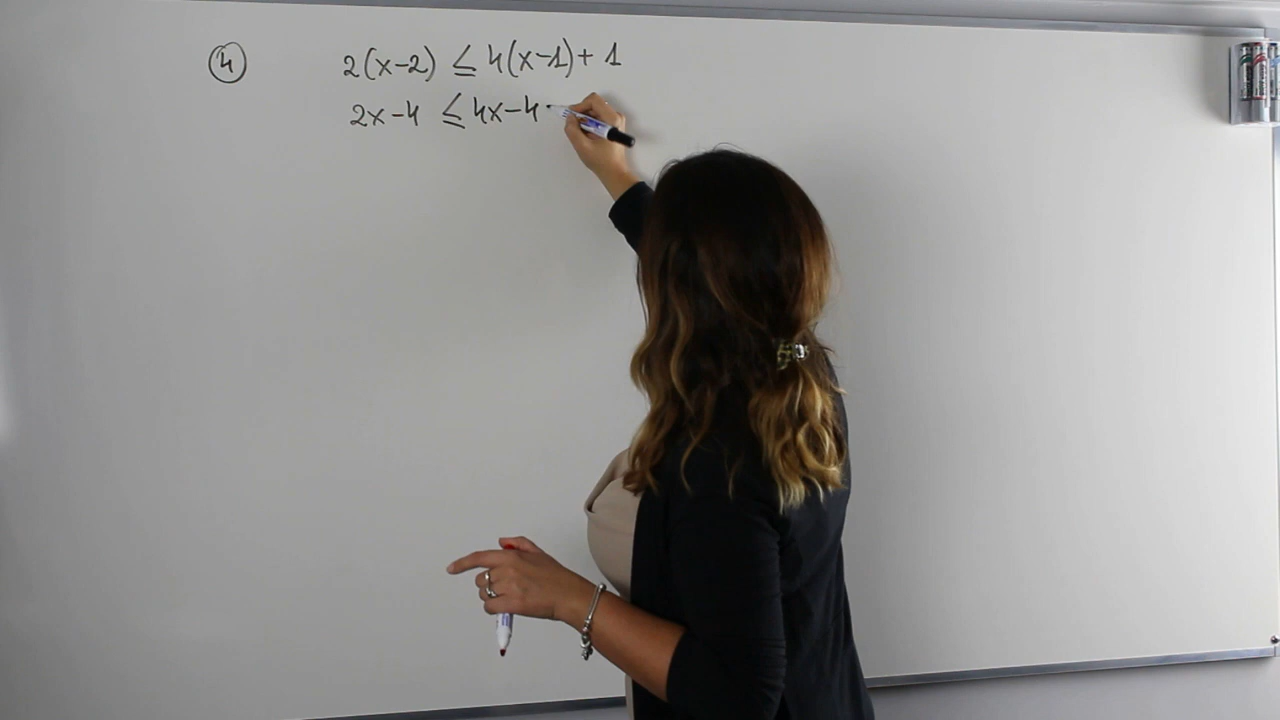 ④ 2(x-2) ≤ 4(x-1)+1
2x-4 ≤ 4x-4